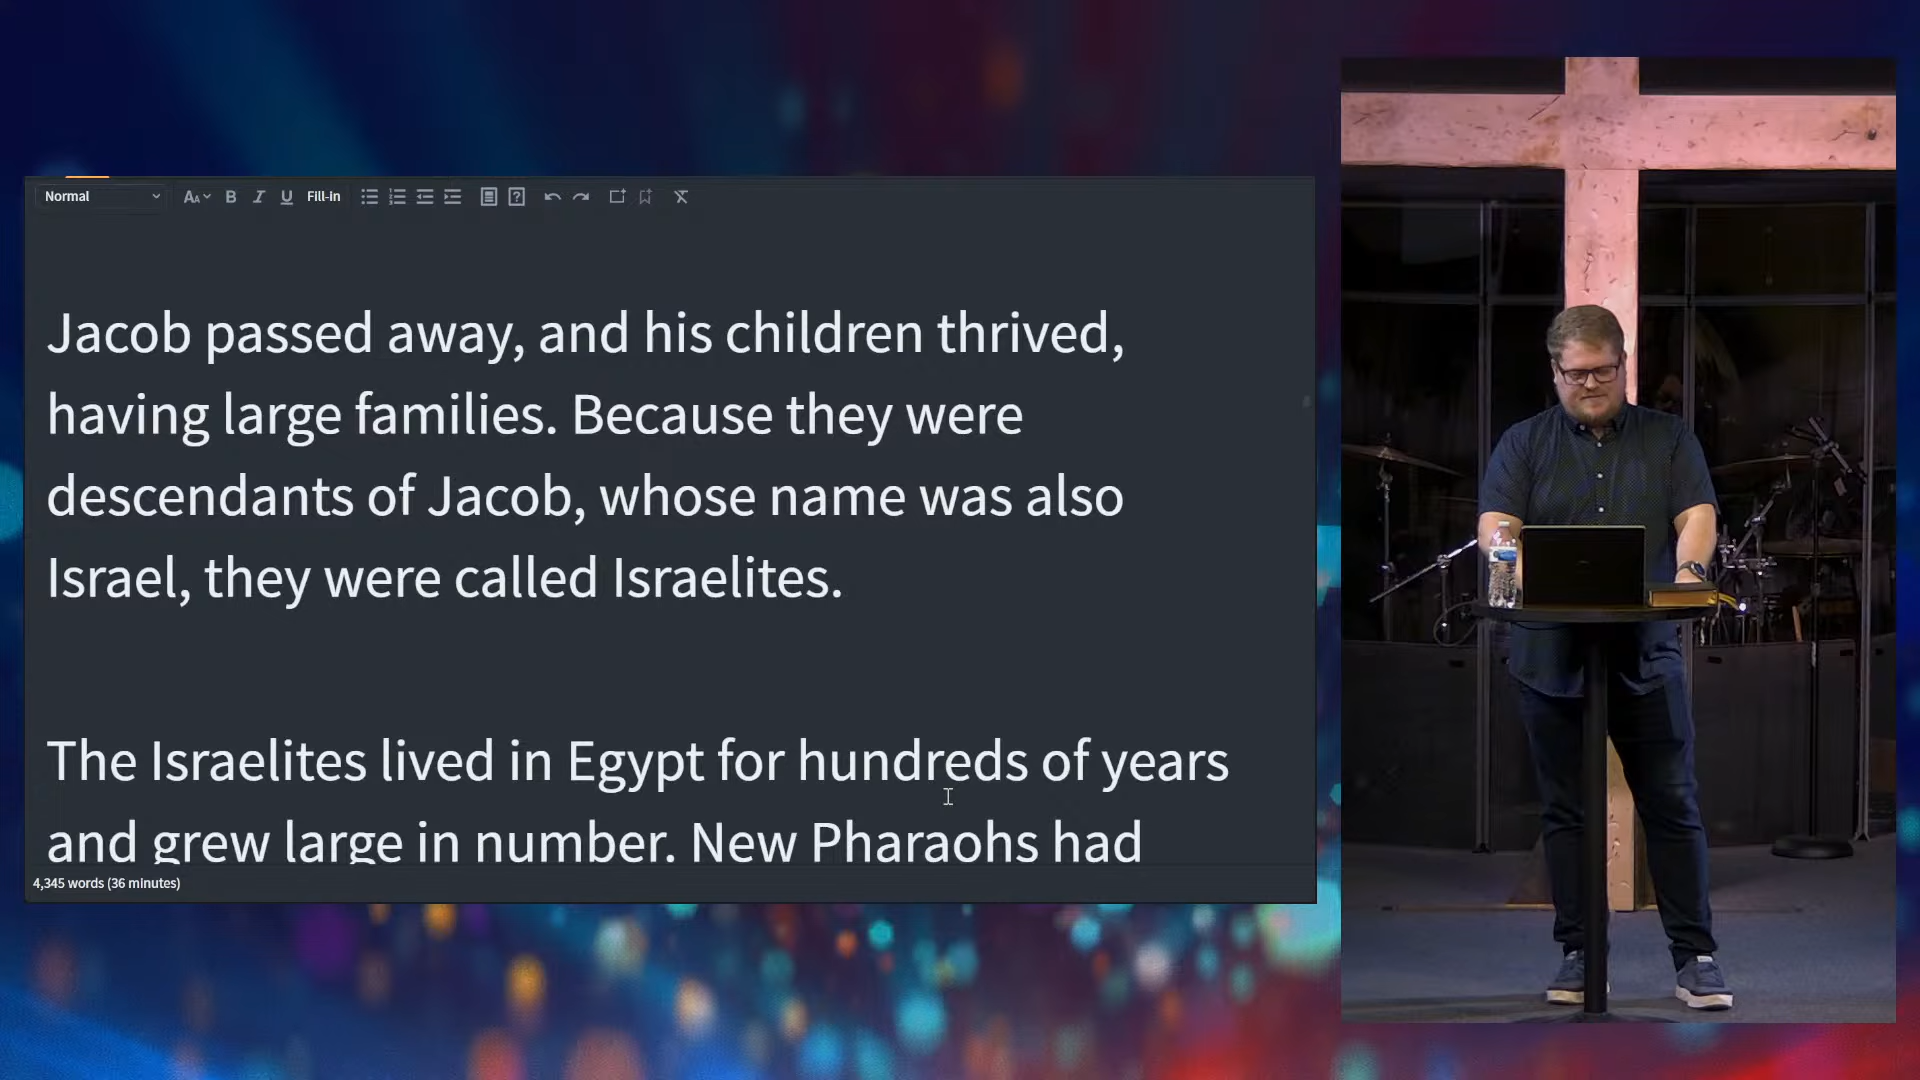 Normal
AA B I U Fill-in
Jacob passed away, and his children thrived,
having large families. Because they were
descendants of Jacob, whose name was also
Israel, they were called Israelites.
The Israelites lived in Egypt for hundreds of years
and grew large in number. New Pharaohs had
4,345 words (36 minutes)